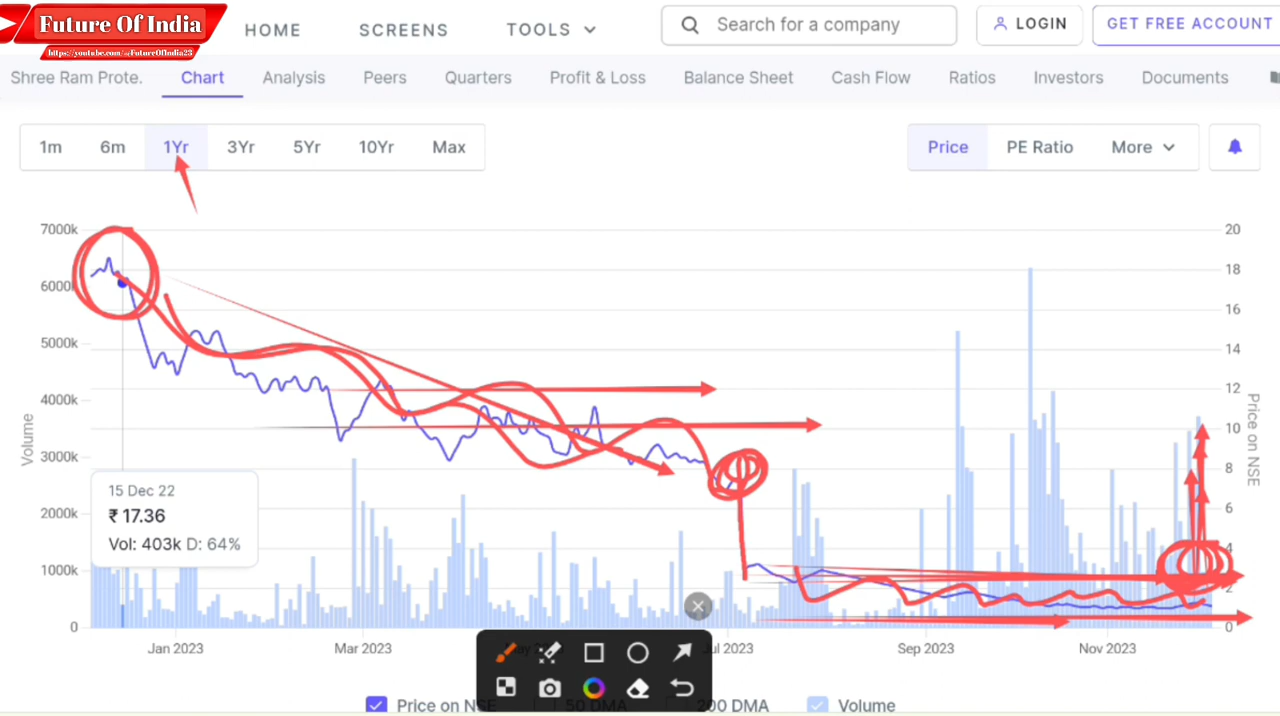 Future Of India
https://youtube.com/@FutureOfIndia23
HOME SCREENS TOOLS Search for a company LOGIN GET FREE ACCOUNT
Shree Ram Prote. Chart Analysis Peers Quarters Profit & Loss Balance Sheet Cash Flow Ratios Investors Documents
1m 6m 1Yr 3Yr 5Yr 10Yr Max Price PE Ratio More
7000k 20
18
6000k
16
5000k
14
4000k 12
10
3000k
8
2000k
6
4
1000k
2
0 0
Volume
Price on NSE
15 Dec 22
₹ 17.36
Vol: 403k D: 64%
Jan 2023 Mar 2023 Jul 2023 Sep 2023 Nov 2023
Price on NSE 50 DMA 200 DMA Volume